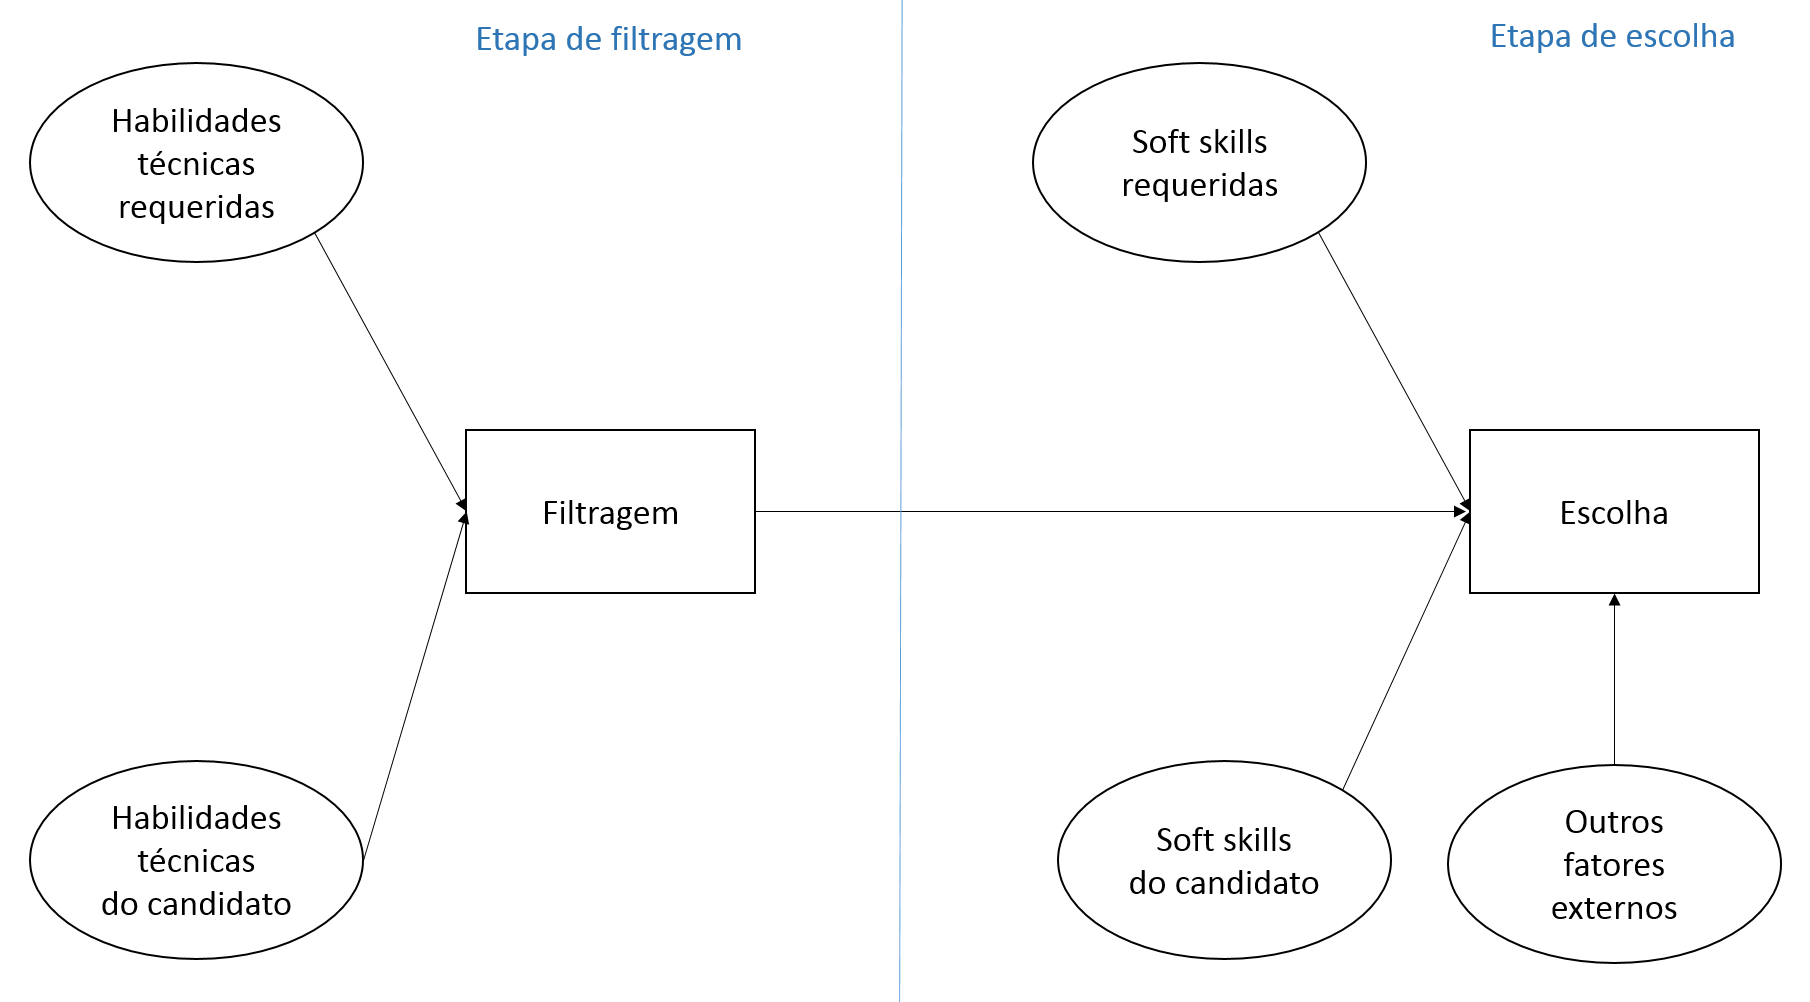 Etapa de filtragem
Etapa de escolha
Habilidades
técnicas
requeridas
Soft skills
requeridas
Filtragem
Escolha
Habilidades
técnicas
do candidato
Soft skills
do candidato
Outros
fatores
externos